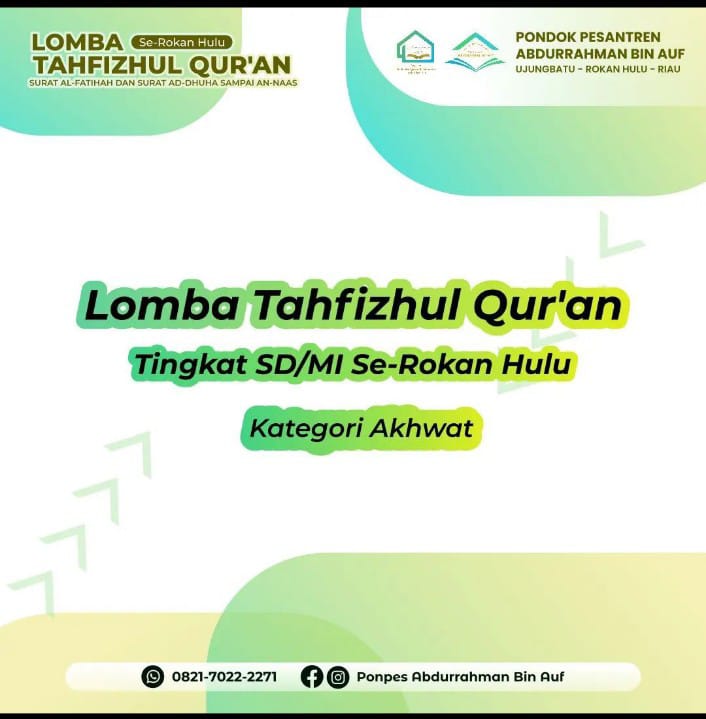 LOMBA Se-Rokan Hulu
TAHFIZHUL QUR'AN
SURAT AL-FATIHAH DAN SURAT AD-DHUHA SAMPAI AN-NAAS
PONDOK PESANTREN
ABDURRAHMAN BIN AUF
UJUNGBATU - ROKAN HULU - RIAU
Lomba Tahfizhul Qur'an
Tingkat SD/MI Se-Rokan Hulu
Kategori Akhwat
0821-7022-2271 Ponpes Abdurrahman Bin Auf